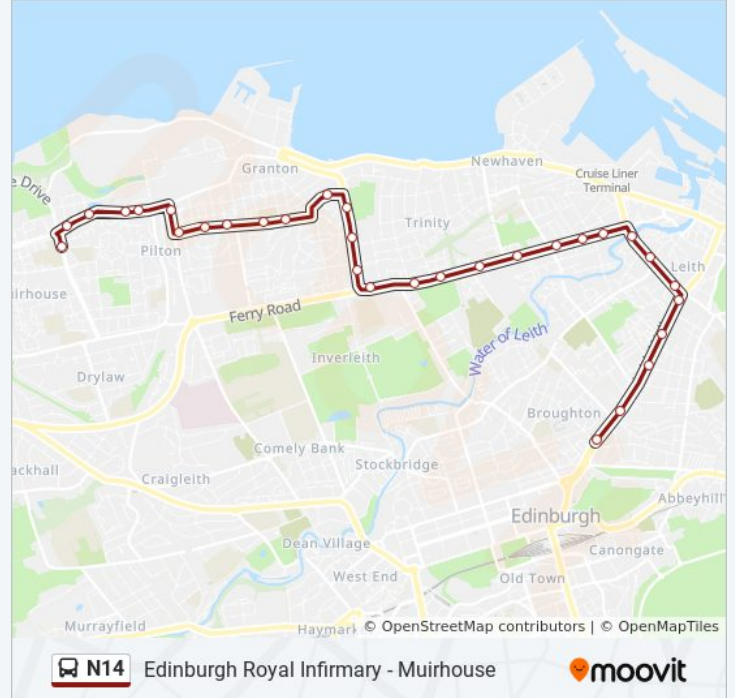 Newhaven
Cruise Liner
Terminal
Granton
e Drive
Trinity
Pilton
Leith
irhouse
Ferry Road
Water of Leith
Inverleith
Drylaw
Broughton
Comely Bank
Stockbridge
ackhall
Craigleith
Abbeyhill
Edinburgh
Dean Village
Canongate
West End
Old Town
Murrayfield
Haymark
© OpenStreetMap contributors | © OpenMapTiles
N14 Edinburgh Royal Infirmary - Muirhouse
moovit